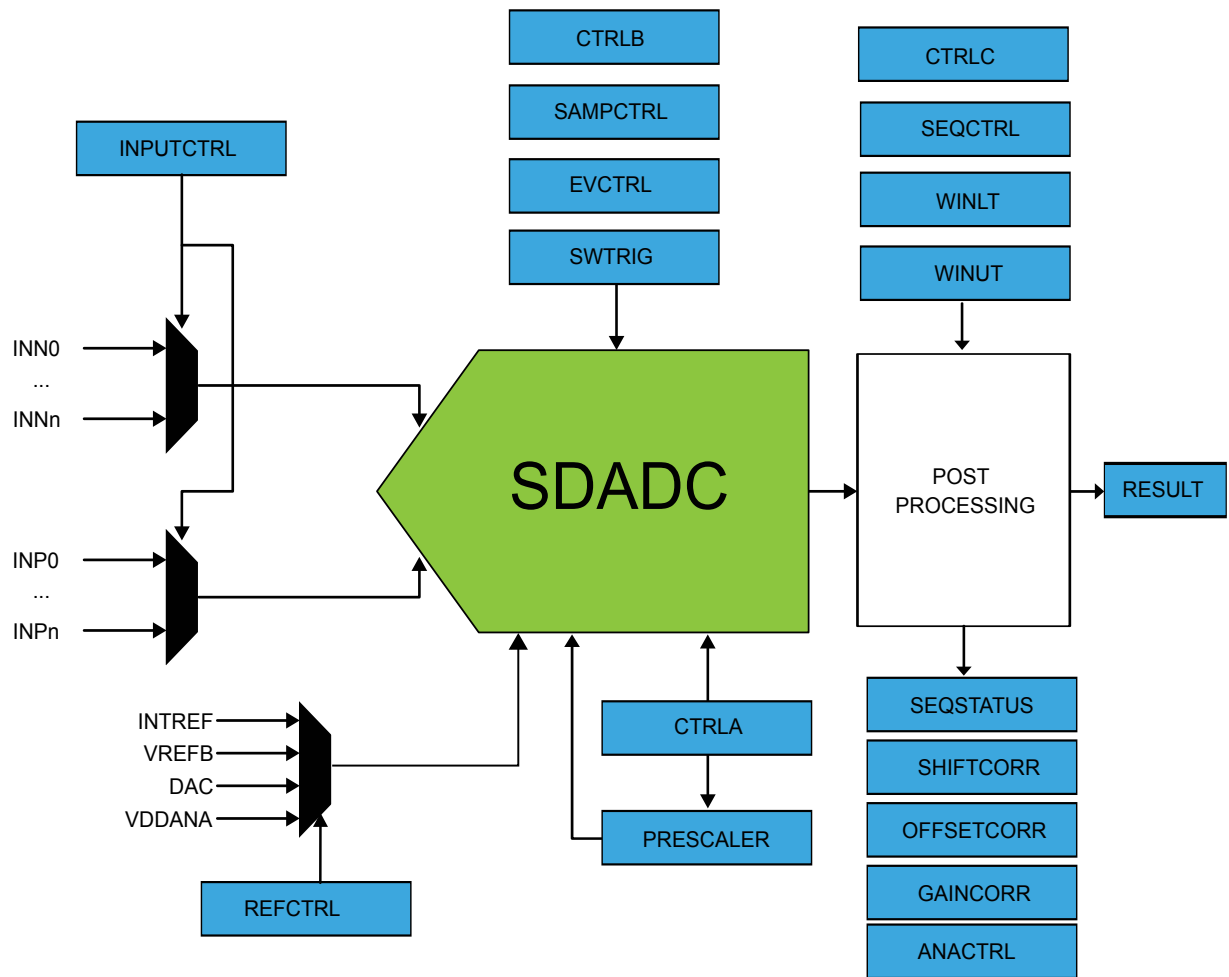 CTRLB
CTRLC
SAMPCTRL
SEQCTRL
INPUTCTRL
EVCTRL
WINLT
SWTRIG
WINUT
INN0
...
INNn
SDADC
POST
PROCESSING
RESULT
INP0
...
INPn
INTREF
VREFB
DAC
VDDANA
CTRLA
SEQSTATUS
SHIFTCORR
PRESCALER
OFFSETCORR
REFCTRL
GAINCORR
ANACTRL